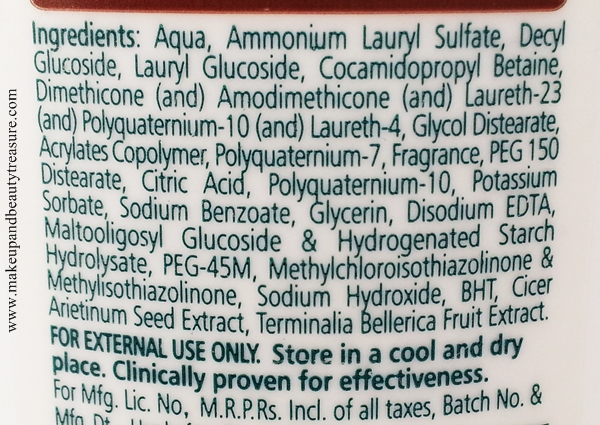 Ingredients: Aqua, Ammonium Lauryl Sulfate, Decyl
Glucoside, Lauryl Glucoside, Cocamidopropyl Betaine,
Dimethicone (and) Amodimethicone (and) Laureth-23
(and) Polyquaternium-10 (and) Laureth-4, Glycol Distearate,
Acrylates Copolymer, Polyquaternium-7, Fragrance, PEG 150
Distearate, Citric Acid, Polyquaternium-10, Potassium
Sorbate, Sodium Benzoate, Glycerin, Disodium EDTA,
Maltooligosyl Glucoside & Hydrogenated Starch
Hydrolysate, PEG-45M, Methylchloroisothiazolinone &
Methylisothiazolinone, Sodium Hydroxide, BHT, Cicer
Arietinum Seed Extract, Terminalia Bellerica Fruit Extract.
FOR EXTERNAL USE ONLY. Store in a cool and dry
place. Clinically proven for effectiveness.
For Mfg. Lic. No, M.R.P.Rs. Incl. of all taxes, Batch No. &
Mfg. Dt.
www.makeupandbeautytreasure.com